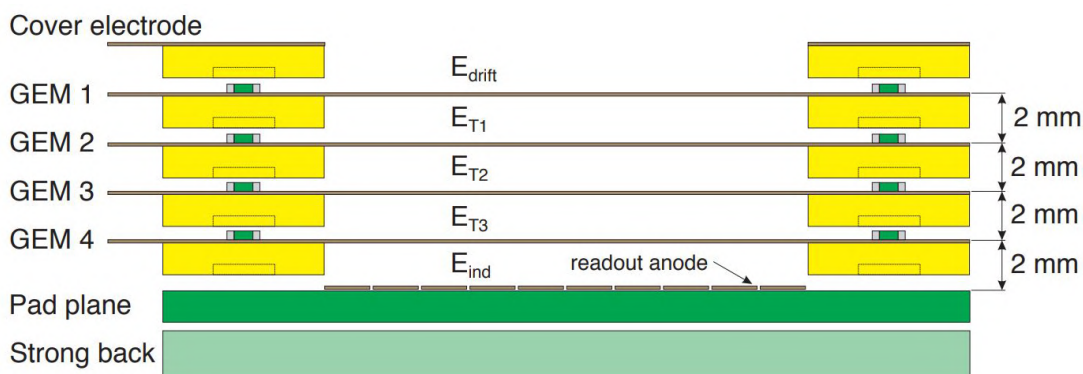 Cover electrode
E_drift
GEM 1
E_T1
2 mm
GEM 2
E_T2
2 mm
GEM 3
E_T3
2 mm
GEM 4
E_ind
readout anode
2 mm
Pad plane
Strong back